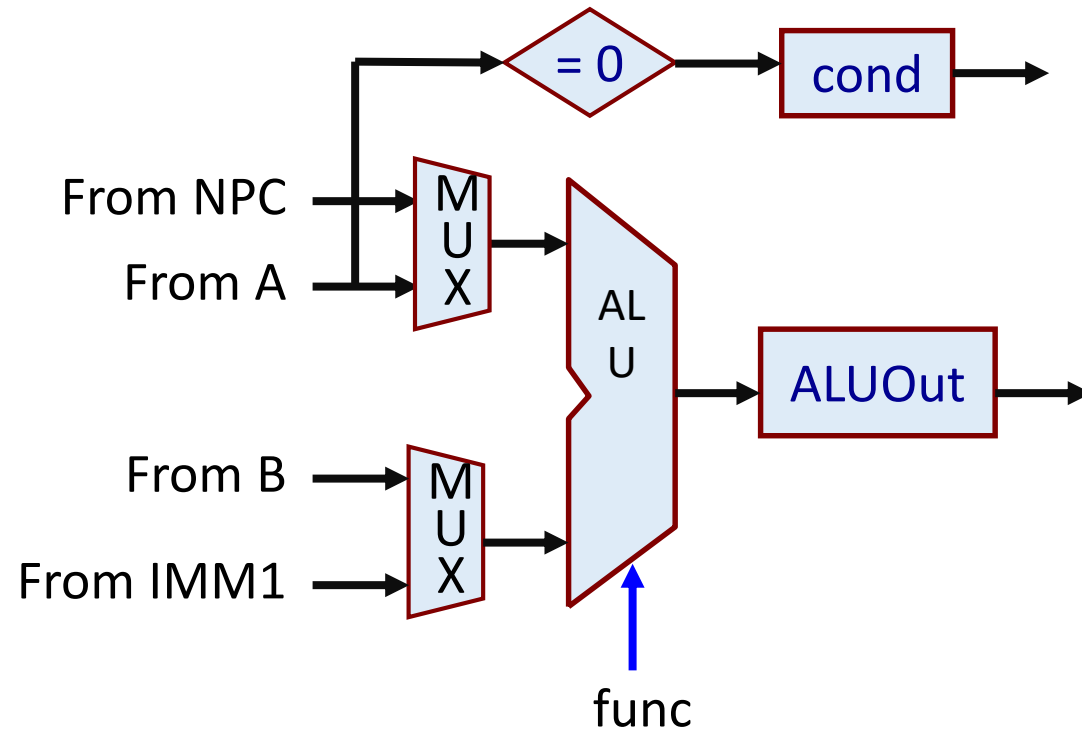 = 0
cond
From NPC
From A
M
U
X
AL
U
ALUOut
From B
From IMM1
M
U
X
func